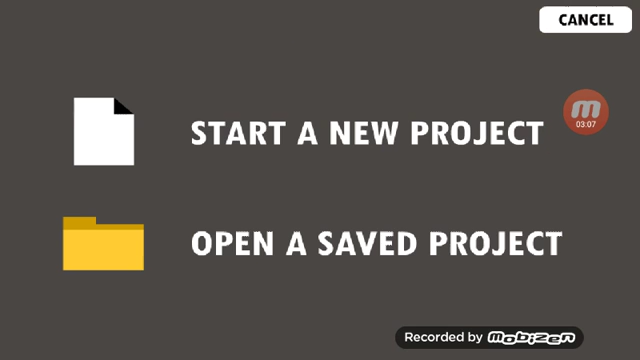 CANCEL
START A NEW PROJECT
03:07
OPEN A SAVED PROJECT
Recorded by mobizen